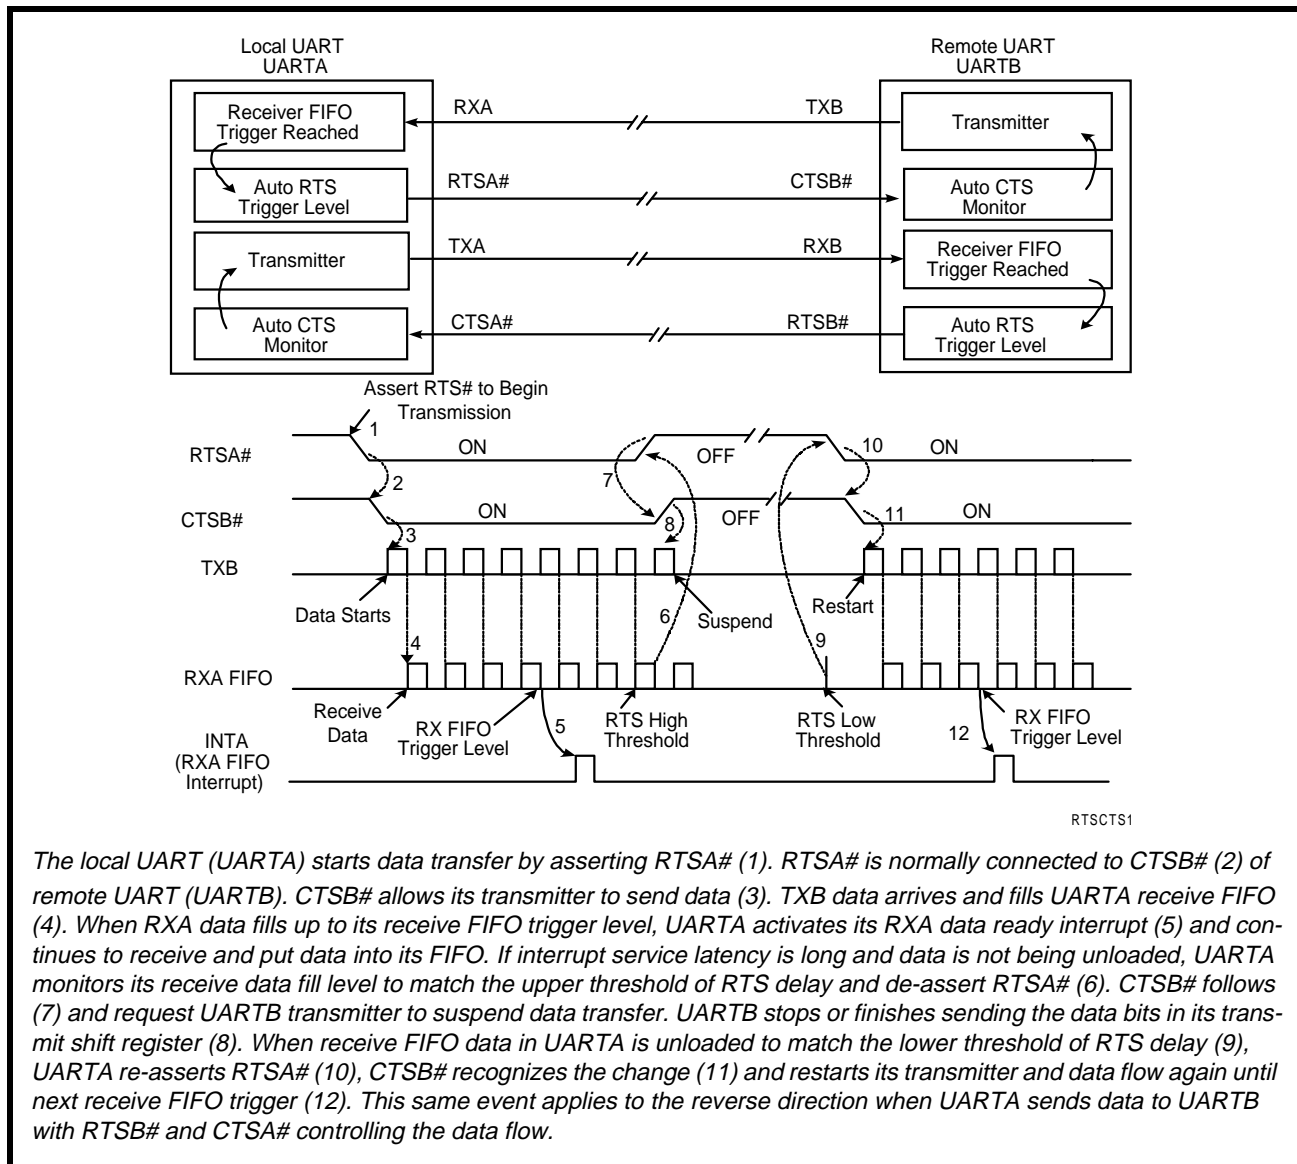 Local UART
UARTA
Remote UART
UARTB
Receiver FIFO
Trigger Reached
RXA
TXB
Transmitter
Auto RTS
Trigger Level
RTSA#
CTSB#
Auto CTS
Monitor
Transmitter
TXA
RXB
Receiver FIFO
Trigger Reached
Auto CTS
Monitor
CTSA#
RTSB#
Auto RTS
Trigger Level
Assert RTS# to Begin
Transmission
1
RTSA#
ON
OFF
10
ON
2
7
CTSB#
ON
8
OFF
11
ON
3
TXB
Data Starts
6
Suspend
Restart
4
9
RXA FIFO
Receive
Data
RX FIFO
Trigger Level
5
RTS High
Threshold
RTS Low
Threshold
12
RX FIFO
Trigger Level
INTA
(RXA FIFO
Interrupt)
RTSCTS1
The local UART (UARTA) starts data transfer by asserting RTSA# (1). RTSA# is normally connected to CTSB# (2) of
remote UART (UARTB). CTSB# allows its transmitter to send data (3). TXB data arrives and fills UARTA receive FIFO
(4). When RXA data fills up to its receive FIFO trigger level, UARTA activates its RXA data ready interrupt (5) and con-
tinues to receive and put data into its FIFO. If interrupt service latency is long and data is not being unloaded, UARTA
monitors its receive data fill level to match the upper threshold of RTS delay and de-assert RTSA# (6). CTSB# follows
(7) and request UARTB transmitter to suspend data transfer. UARTB stops or finishes sending the data bits in its trans-
mit shift register (8). When receive FIFO data in UARTA is unloaded to match the lower threshold of RTS delay (9),
UARTA re-asserts RTSA# (10), CTSB# recognizes the change (11) and restarts its transmitter and data flow again until
next receive FIFO trigger (12). This same event applies to the reverse direction when UARTA sends data to UARTB
with RTSB# and CTSA# controlling the data flow.